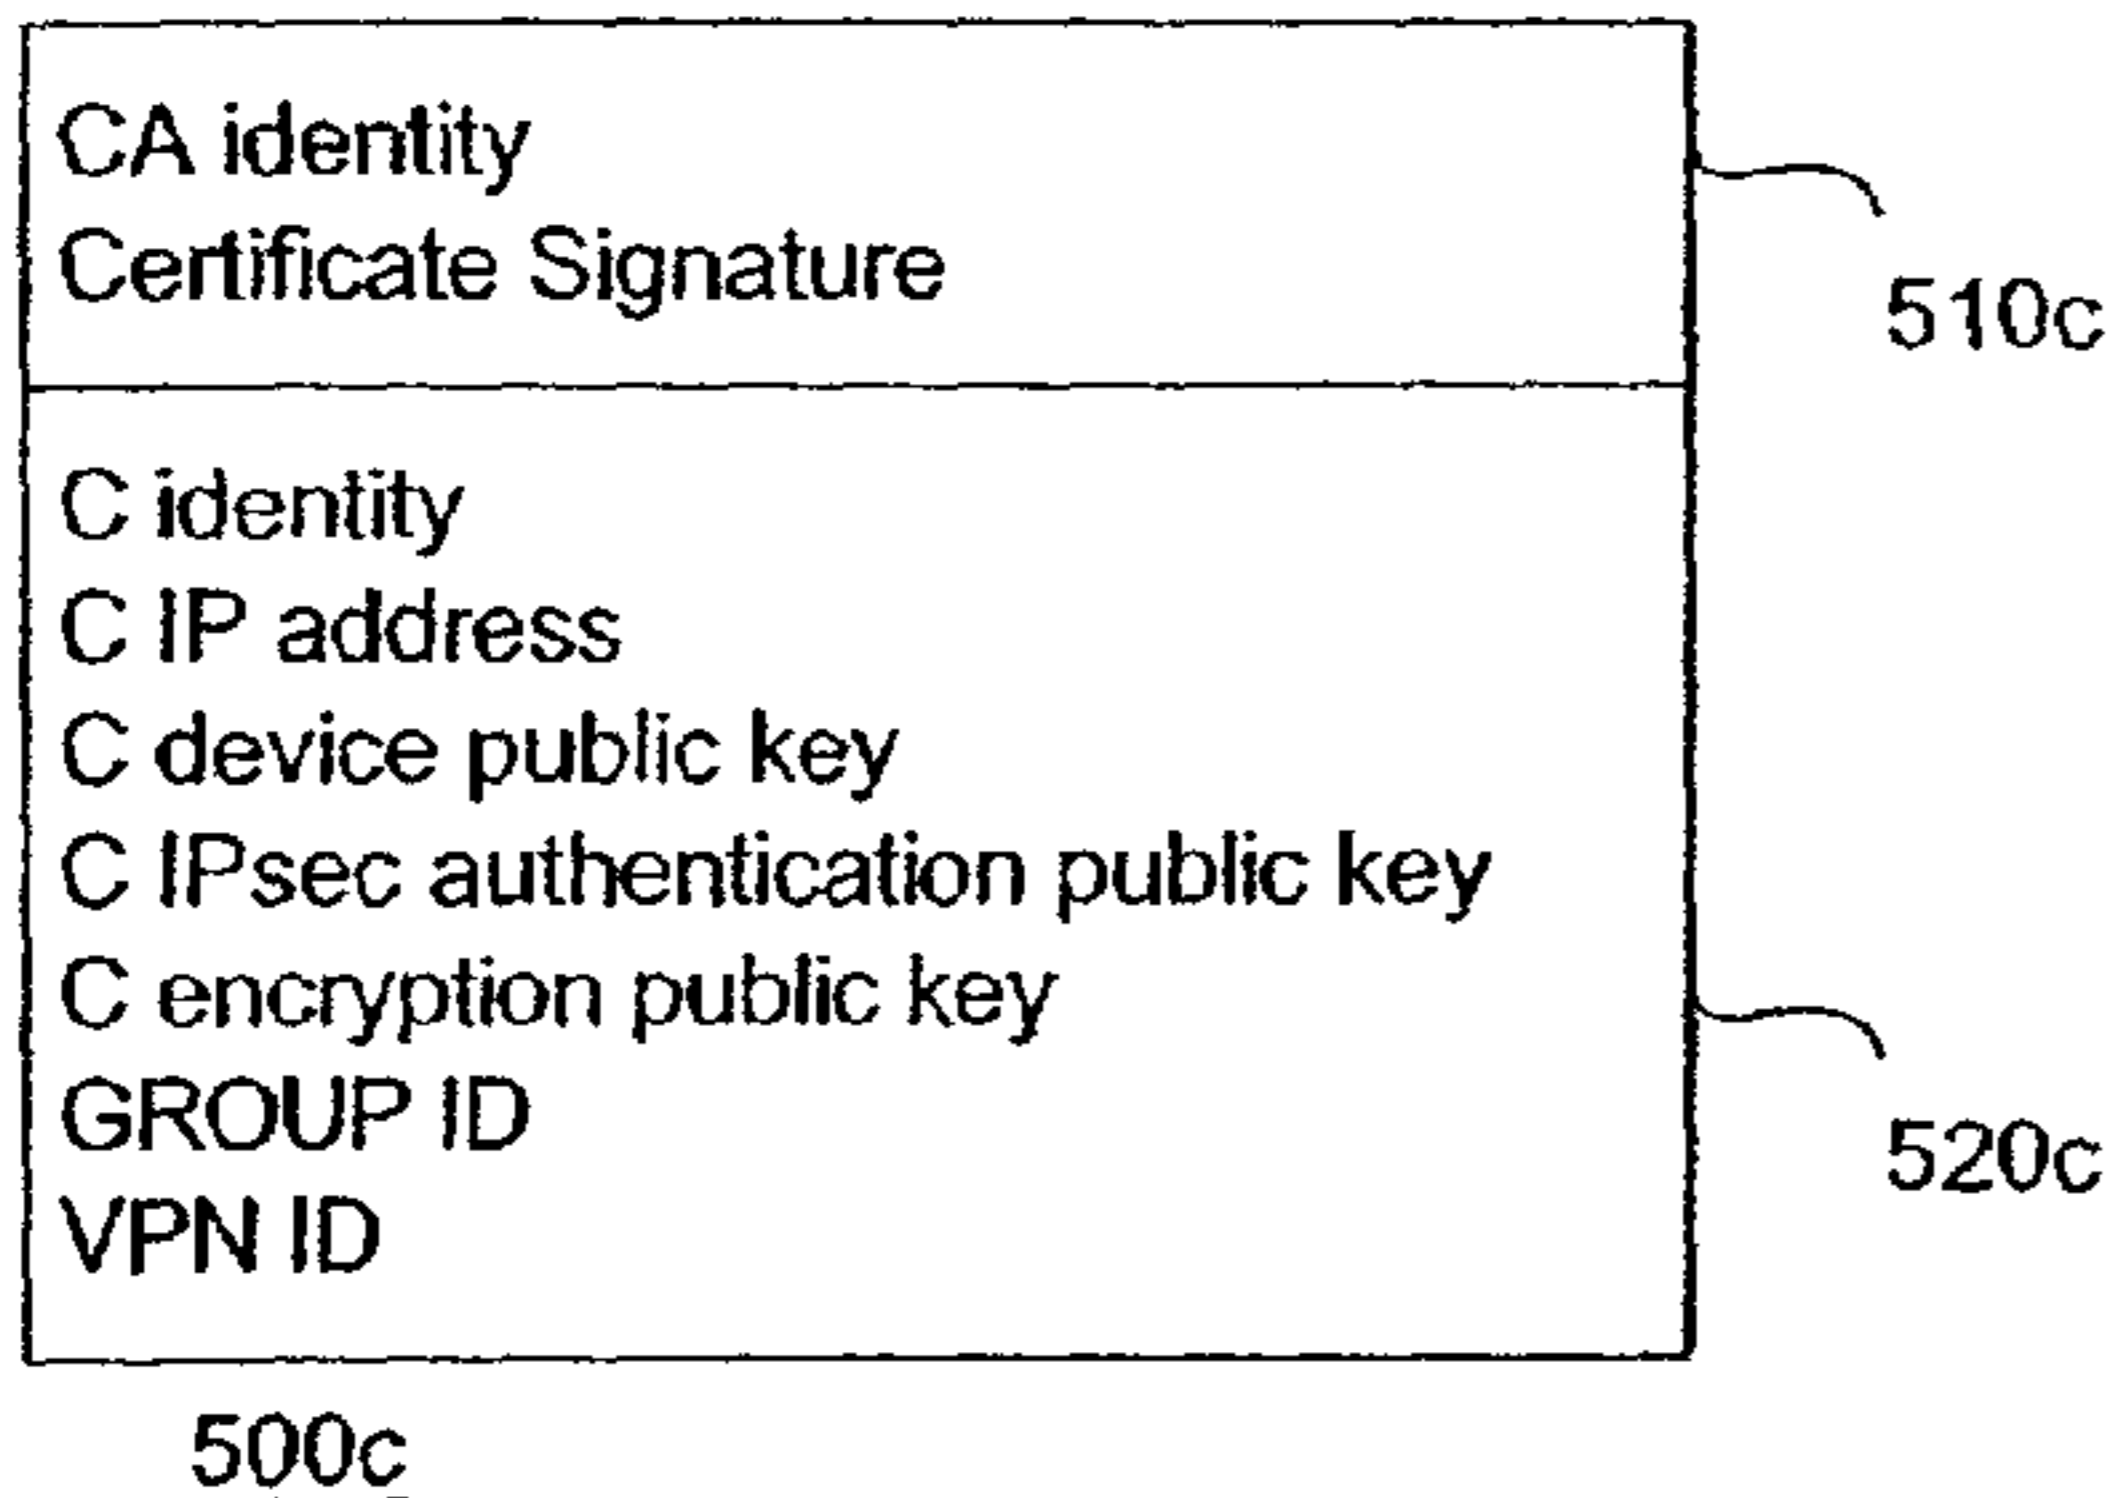 CA identity
Certificate Signature
510c
C identity
C IP address
C device public key
C IPsec authentication public key
C encryption public key
GROUP ID
VPN ID
520c
500c